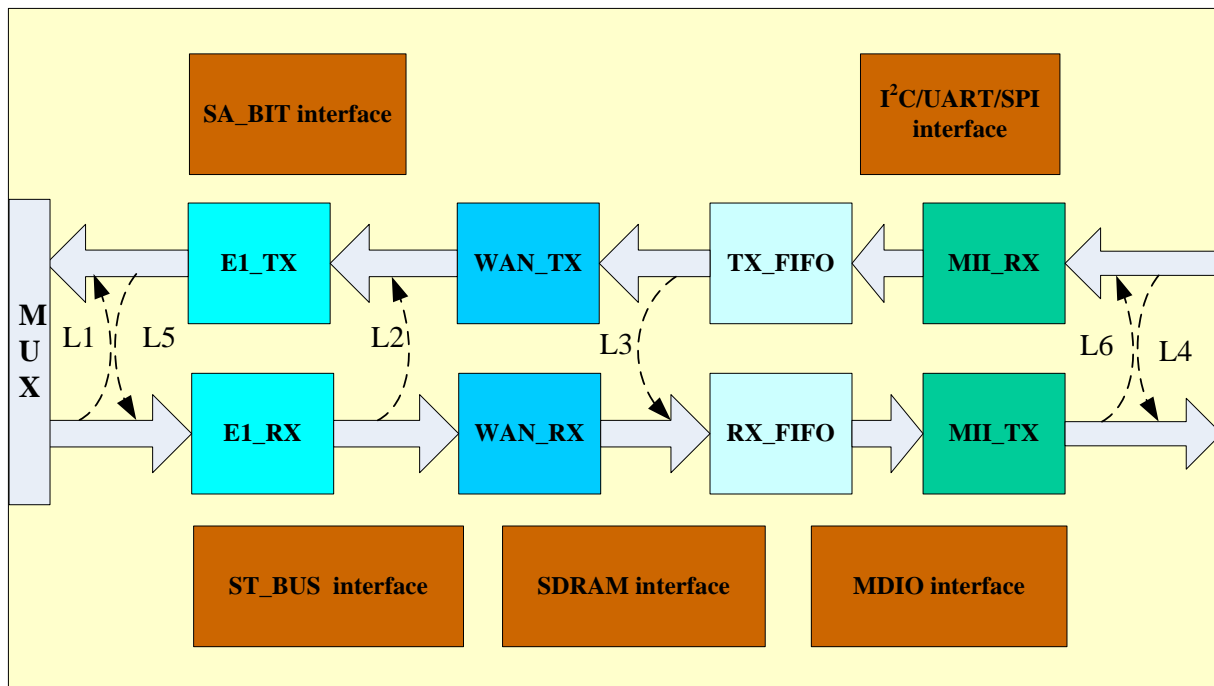 SA_BIT interface
I²C/UART/SPI
interface
E1_TX
WAN_TX
TX_FIFO
MII_RX
M
U
X
L1
L5
L2
L3
L6
L4
E1_RX
WAN_RX
RX_FIFO
MII_TX
ST_BUS interface
SDRAM interface
MDIO interface